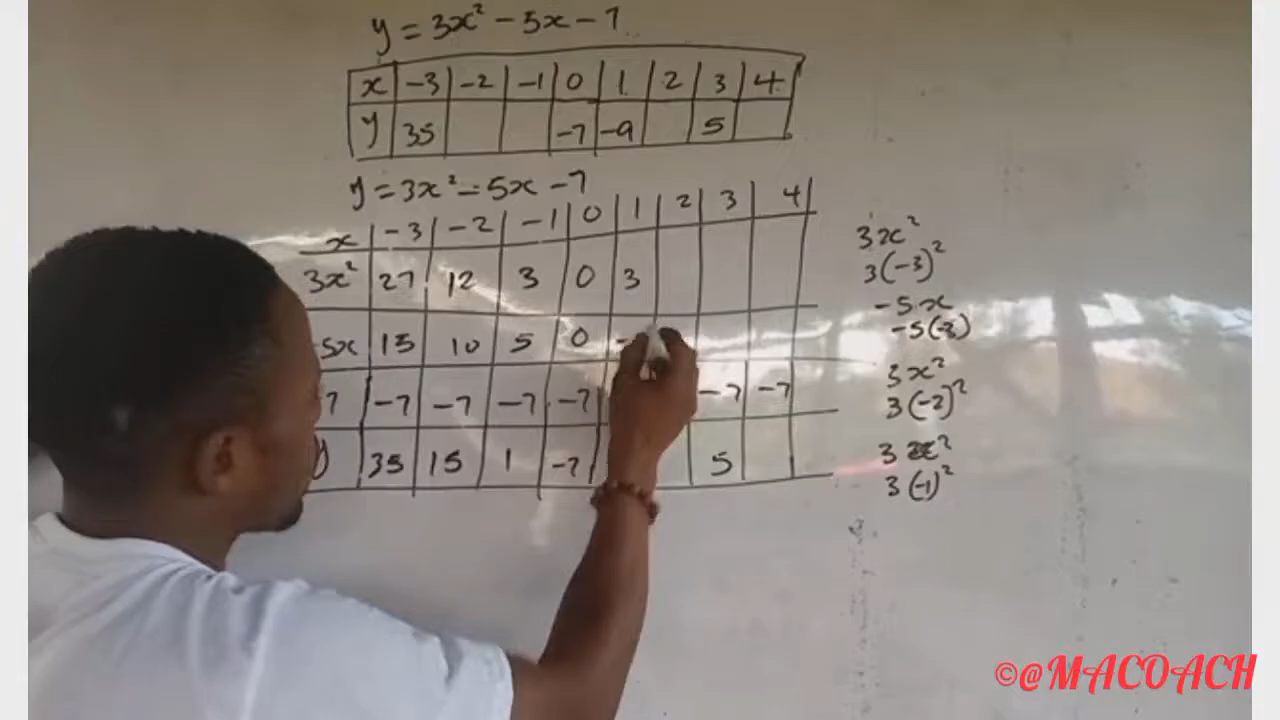 y = 3x² - 5x - 7
x -3 -2 -1 0 1 2 3 4
y 35 -7 -9 5
y = 3x² - 5x - 7
x -3 -2 -1 0 1 2 3 4
3x² 27 12 3 0 3
5x 15 10 5 0 -
7 -7 -7 -7 -7 -7 -7
y 35 15 1 -7 5
3x²
3(-3)²
-5x
-5(-3)
3x²
3(-2)²
3x²
3(-1)²
©@MACOACH